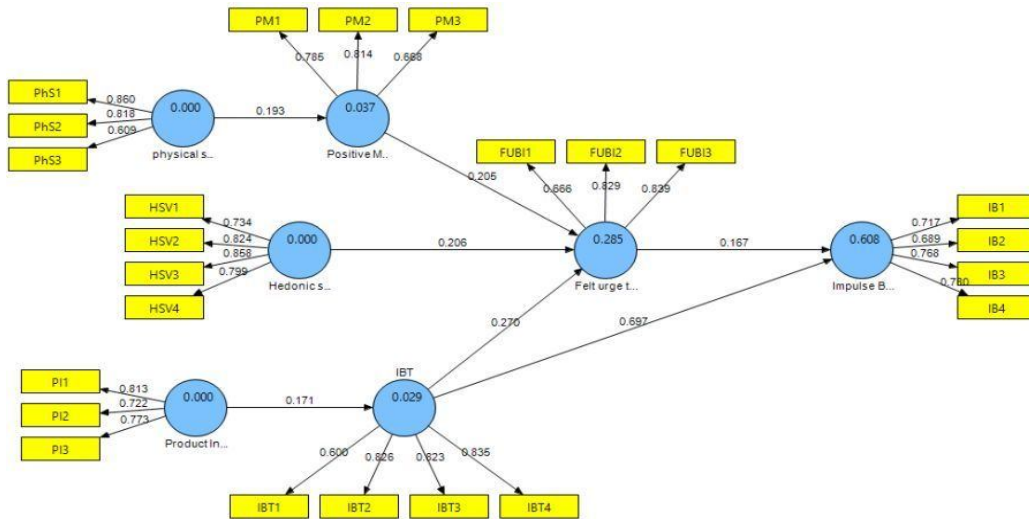 PM1
PM2
PM3
0.785
0.814
0.688
PhS1
PhS2
PhS3
0.860
0.818
0.609
0.000
physical s...
0.193
0.037
Positive M...
0.205
FUBI1
FUBI2
FUBI3
0.666
0.829
0.839
HSV1
HSV2
HSV3
HSV4
0.734
0.824
0.858
0.799
0.000
Hedonic s...
0.206
0.285
Felt urge t...
0.167
0.608
Impulse B...
IB1
IB2
IB3
IB4
0.717
0.689
0.768
0.270
0.697
PI1
PI2
PI3
0.813
0.722
0.773
0.000
Product In...
0.171
IBT
0.029
0.600
0.826
0.823
0.835
IBT1
IBT2
IBT3
IBT4